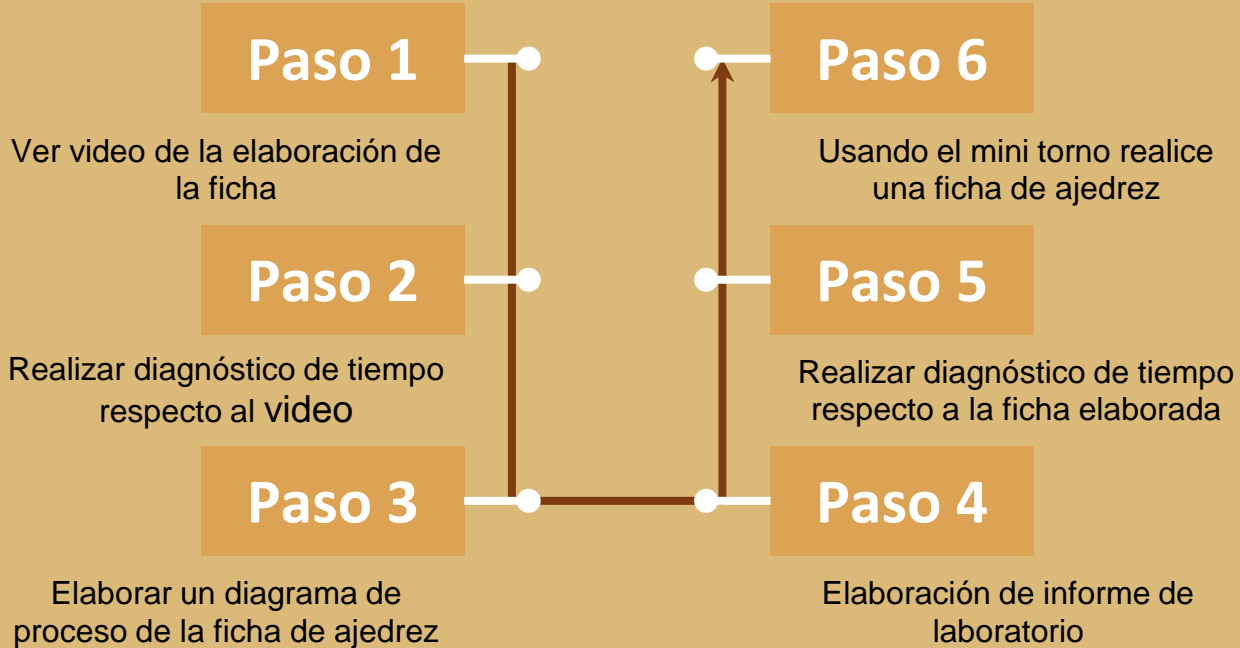 Paso 1
Ver video de la elaboración de
la ficha
Paso 2
Realizar diagnóstico de tiempo
respecto al video
Paso 3
Elaborar un diagrama de
proceso de la ficha de ajedrez
Paso 4
Elaboración de informe de
laboratorio
Paso 5
Realizar diagnóstico de tiempo
respecto a la ficha elaborada
Paso 6
Usando el mini torno realice
una ficha de ajedrez